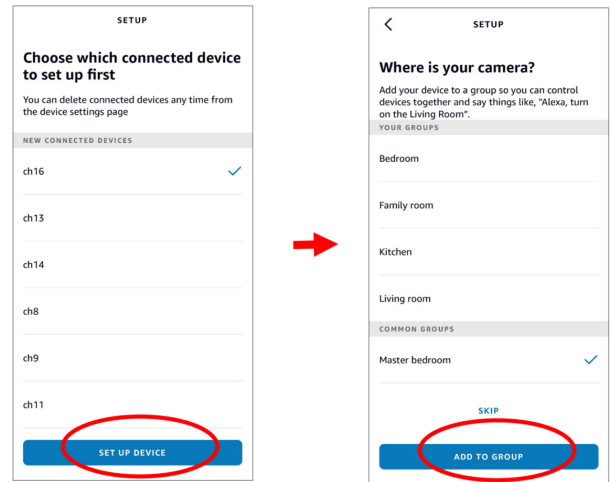 SETUP
Choose which connected device
to set up first
You can delete connected devices any time from
the device settings page
NEW CONNECTED DEVICES
ch16
ch13
ch14
ch8
ch9
ch11
SET UP DEVICE
SETUP
Where is your camera?
Add your device to a group so you can control
devices together and say things like, "Alexa, turn
on the Living Room".
YOUR GROUPS
Bedroom
Family room
Kitchen
Living room
COMMON GROUPS
Master bedroom
SKIP
ADD TO GROUP